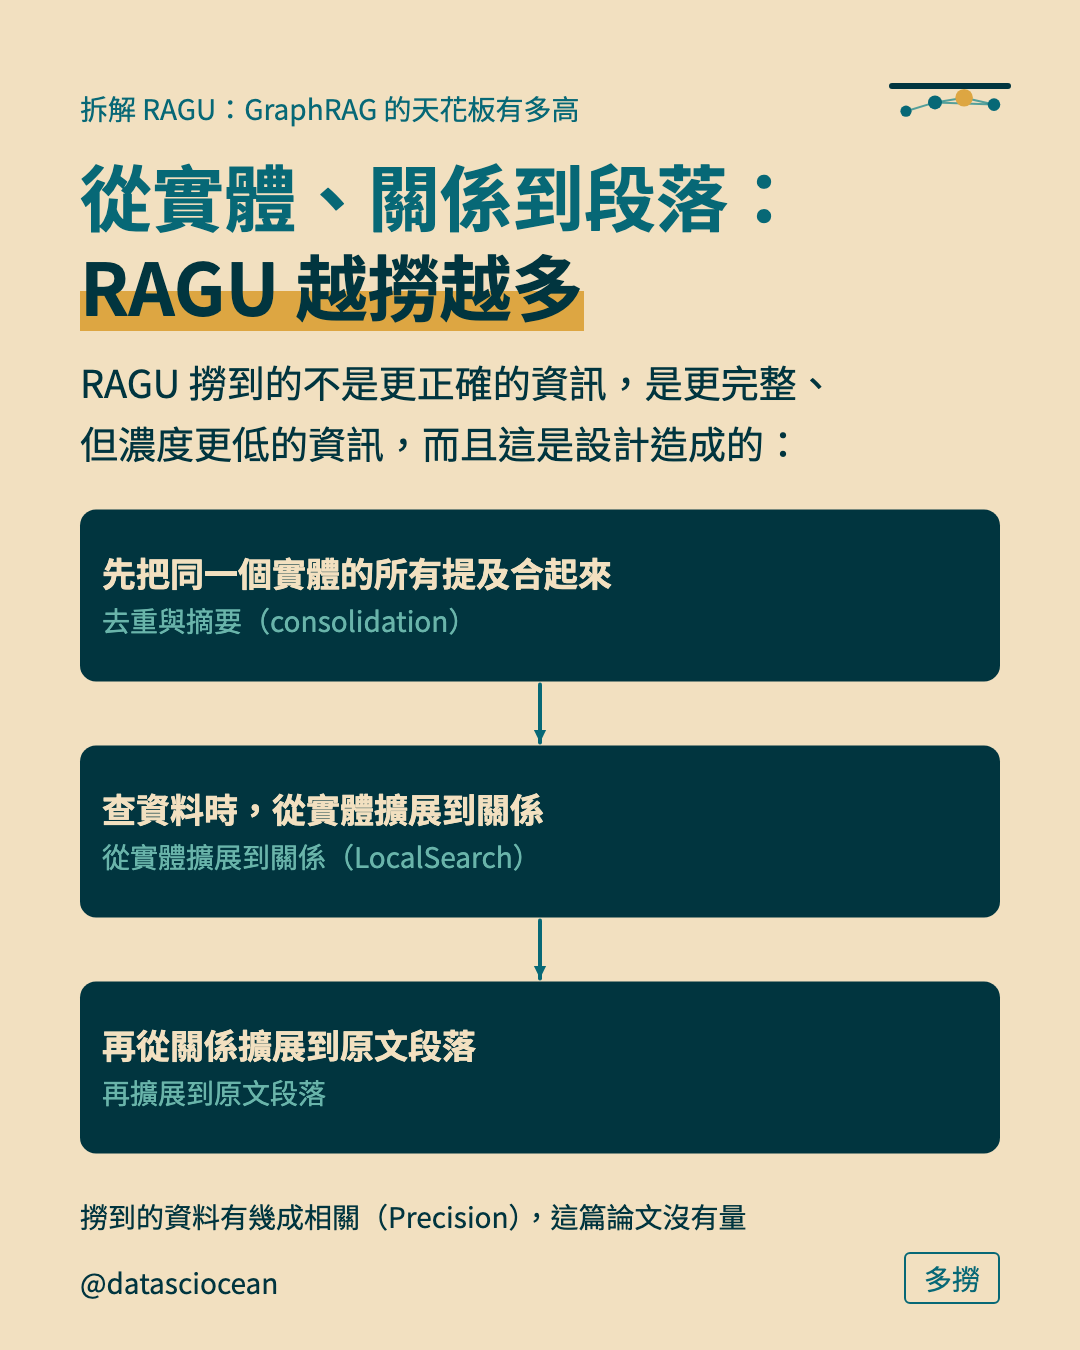 拆解 RAGU：GraphRAG 的天花板有多高
從實體、關係到段落：
RAGU 越撈越多
RAGU 撈到的不是更正確的資訊，是更完整、
但濃度更低的資訊，而且這是設計造成的：
先把同一個實體的所有提及合起來
去重與摘要（consolidation）
查資料時，從實體擴展到關係
從實體擴展到關係（LocalSearch）
再從關係擴展到原文段落
再擴展到原文段落
撈到的資料有幾成相關（Precision），這篇論文沒有量
@datasciocean
多撈